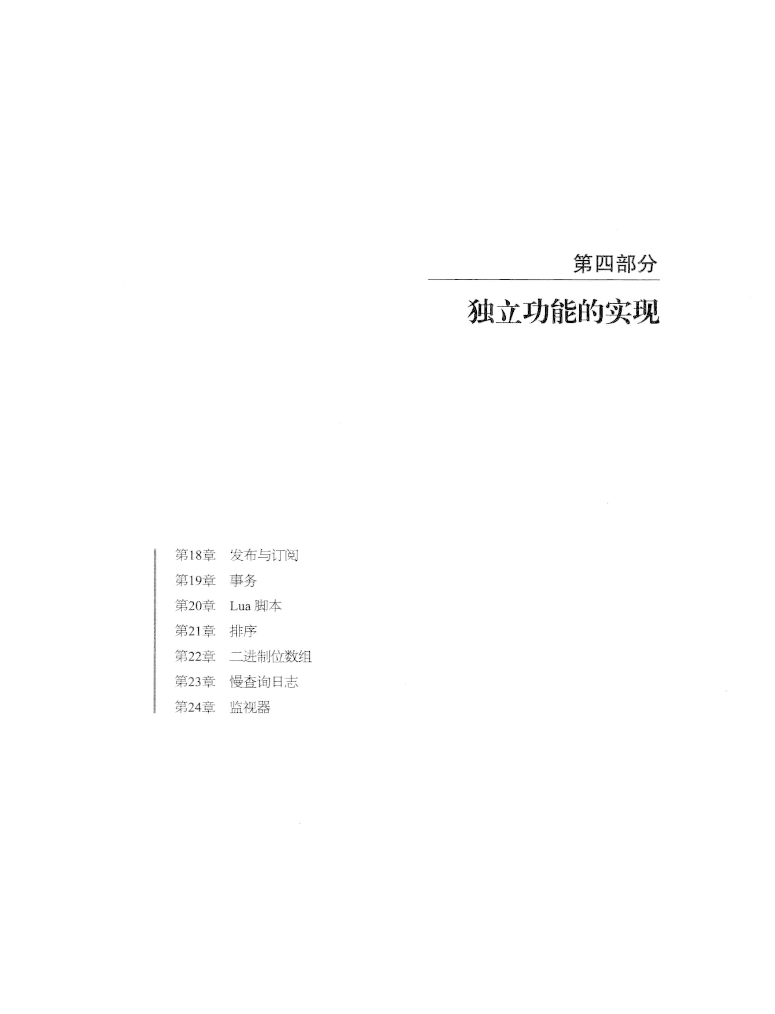 第四部分
独立功能的实现
第18章 发布与订阅
第19章 事务
第20章 Lua 脚本
第21章 排序
第22章 二进制位数组
第23章 慢查询日志
第24章 监视器